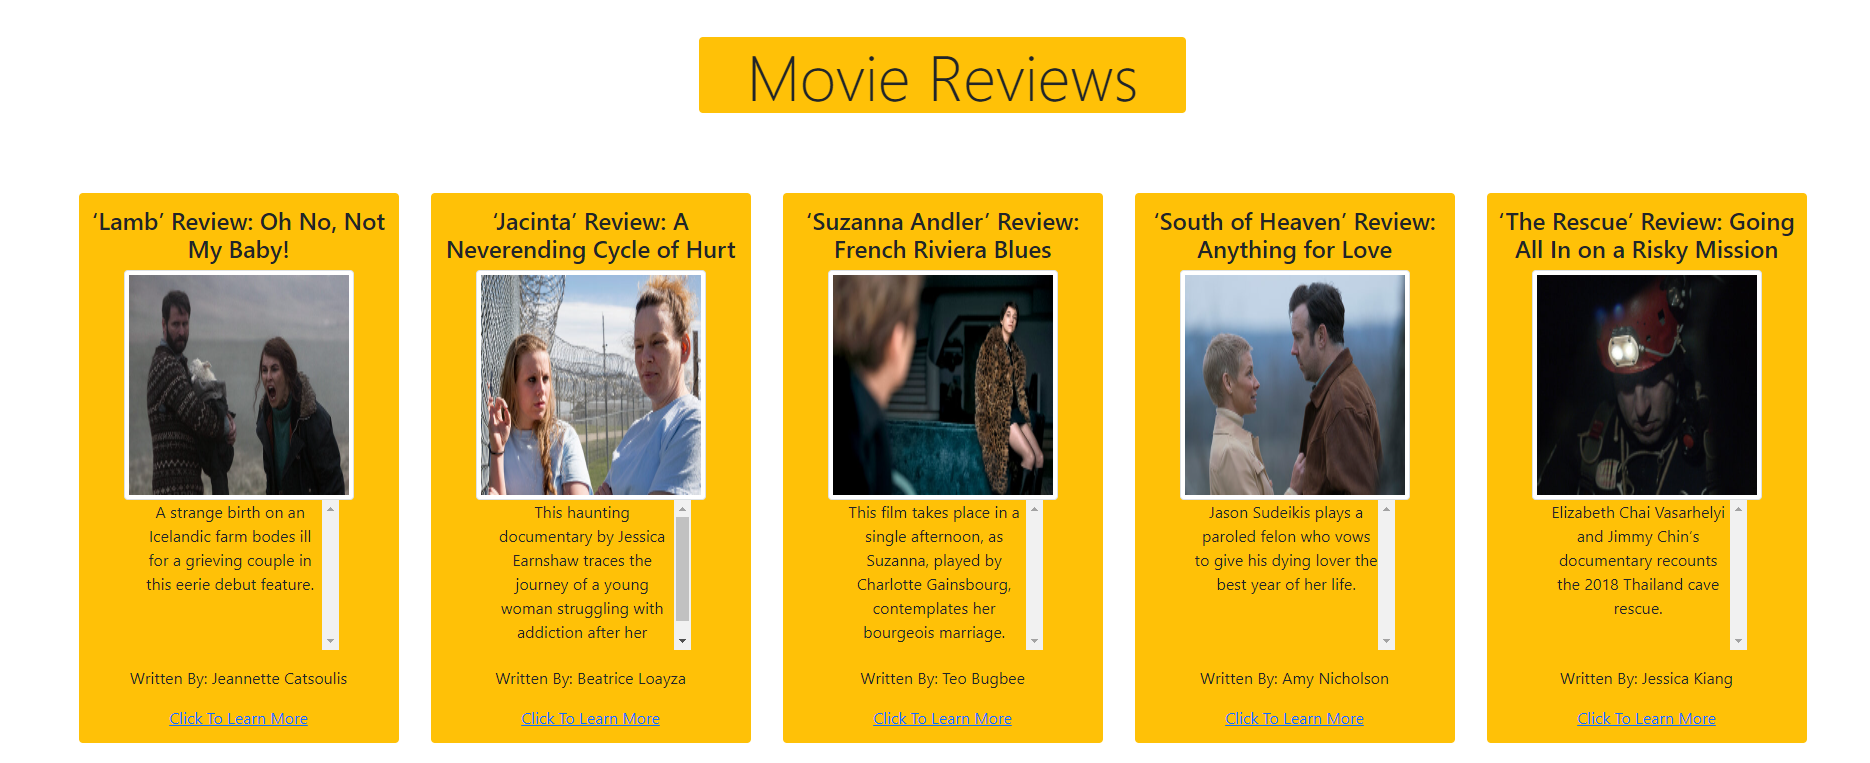 Movie Reviews
‘Lamb’ Review: Oh No, Not
My Baby!
A strange birth on an
Icelandic farm bodes ill
for a grieving couple in
this eerie debut feature.
Written By: Jeannette Catsoulis
Click To Learn More
‘Jacinta’ Review: A
Neverending Cycle of Hurt
This haunting
documentary by Jessica
Earnshaw traces the
journey of a young
woman struggling with
addiction after her
Written By: Beatrice Loayza
Click To Learn More
‘Suzanna Andler’ Review:
French Riviera Blues
This film takes place in a
single afternoon, as
Suzanna, played by
Charlotte Gainsbourg,
contemplates her
bourgeois marriage.
Written By: Teo Bugbee
Click To Learn More
‘South of Heaven’ Review:
Anything for Love
Jason Sudeikis plays a
paroled felon who vows
to give his dying lover the
best year of her life.
Written By: Amy Nicholson
Click To Learn More
‘The Rescue’ Review: Going
All In on a Risky Mission
Elizabeth Chai Vasarhelyi
and Jimmy Chin’s
documentary recounts
the 2018 Thailand cave
rescue.
Written By: Jessica Kiang
Click To Learn More